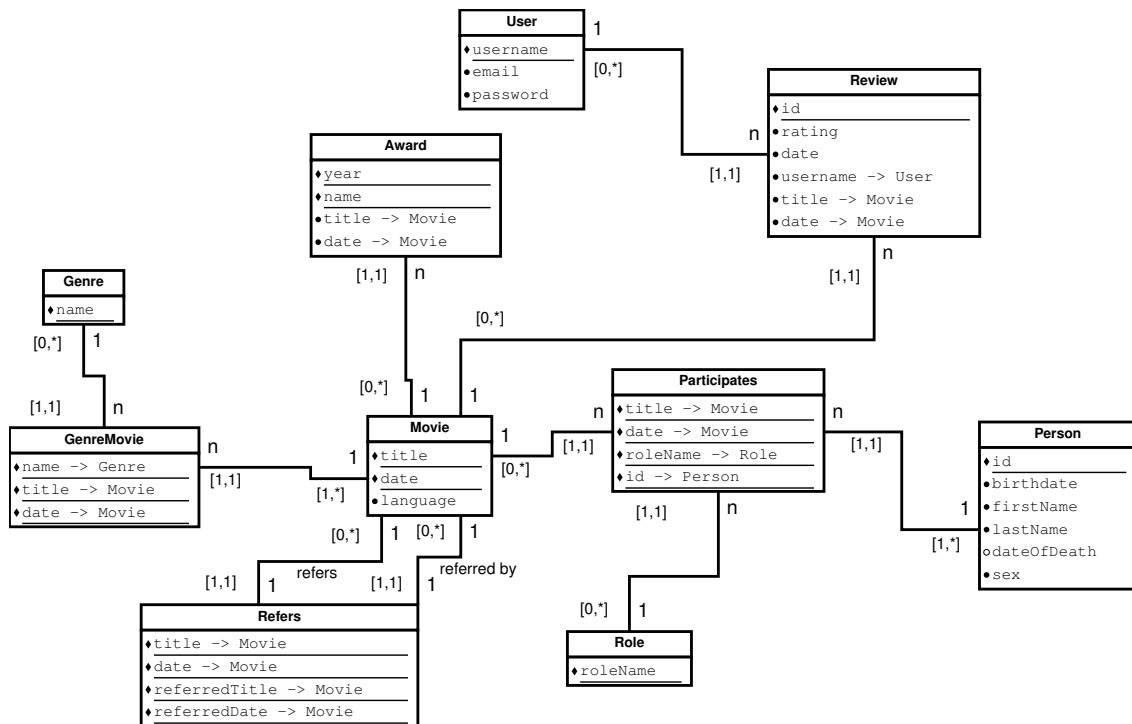 User
username
email
password
1
[0,*]
Review
id
rating
date
username -> User
title -> Movie
date -> Movie
n
[1,1]
n
[1,1]
Award
year
name
title -> Movie
date -> Movie
[1,1]
n
Genre
name
[0,*]
1
[1,1]
n
GenreMovie
name -> Genre
title -> Movie
date -> Movie
n
[1,1]
1
[1,*]
[0,*]
1
[0,*]
1
Movie
title
date
language
1
[0,*]
n
[1,1]
Participates
title -> Movie
date -> Movie
roleName -> Role
id -> Person
n
[1,1]
Person
id
birthdate
firstName
lastName
dateOfDeath
sex
1
[1,*]
[1,1]
n
[0,*]
1
Role
roleName
[0,*]
1
[0,*]
1
refers
referred by
[1,1]
1
[1,1]
1
Refers
title -> Movie
date -> Movie
referredTitle -> Movie
referredDate -> Movie